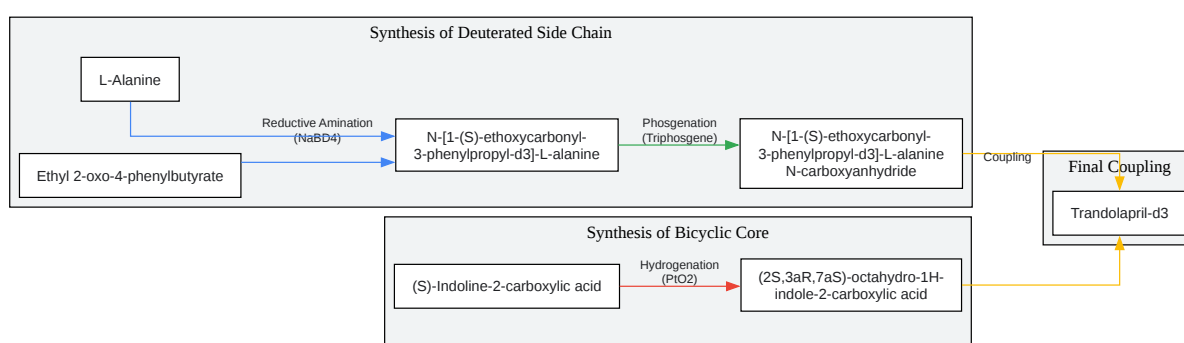 Synthesis of Deuterated Side Chain
L-Alanine
Reductive Amination
(NaBD4)
Ethyl 2-oxo-4-phenylbutyrate
N-[1-(S)-ethoxycarbonyl-
3-phenylpropyl-d3]-L-alanine
Phosgenation
(Triphosgene)
N-[1-(S)-ethoxycarbonyl-
3-phenylpropyl-d3]-L-alanine
N-carboxyanhydride
Coupling
Final Coupling
Trandolapril-d3
Synthesis of Bicyclic Core
(S)-Indoline-2-carboxylic acid
Hydrogenation
(PtO2)
(2S,3aR,7aS)-octahydro-1H-
indole-2-carboxylic acid